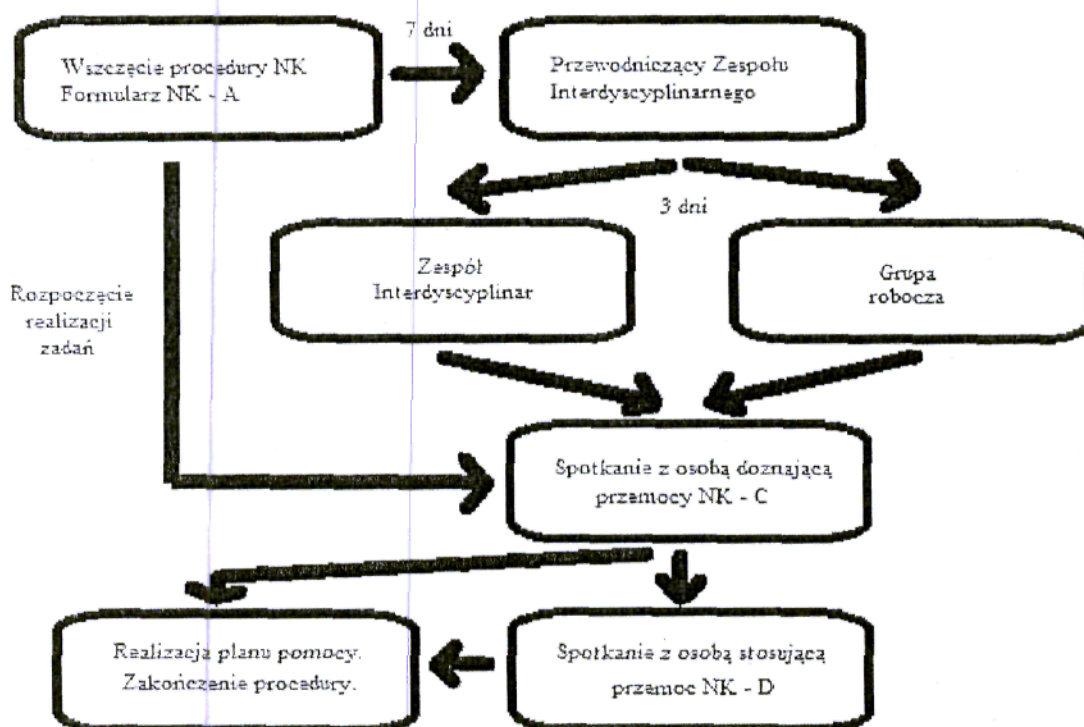 7 dni
Wszczęcie procedury NK
Formularz NK - A
Przewodniczący Zespołu
Interdyscyplinarnego
3 dni
Zespół
Interdyscyplinar
Grupa
robocza
Rozpoczęcie
realizacji
zadań
Spotkanie z osobą doznającą
przemocy NK - C
Realizacja planu pomocy.
Zakończenie procedury.
Spotkanie z osobą stosującą
przemoc NK - D